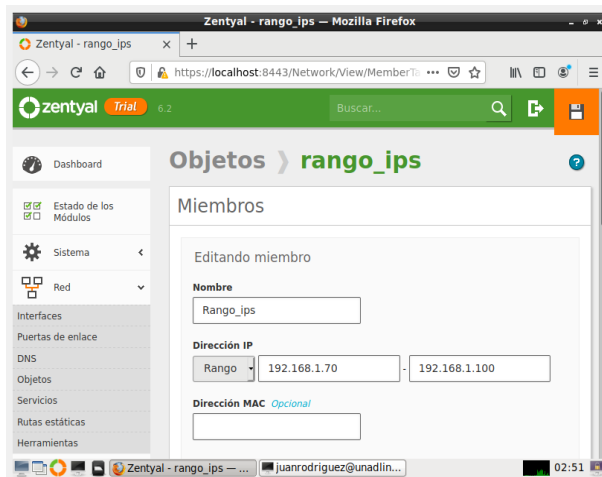 Zentyal - rango_ips — Mozilla Firefox
Zentyal - rango_ips
https://localhost:8443/Network/View/MemberTa
zentyal Trial 6.2 Buscar...
Dashboard
Estado de los
Módulos
Sistema
Red
Interfaces
Puertas de enlace
DNS
Objetos
Servicios
Rutas estáticas
Herramientas
Objetos rango_ips
Miembros
Editando miembro
Nombre
Rango_ips
Dirección IP
Rango 192.168.1.70 - 192.168.1.100
Dirección MAC Opcional
Zentyal - rango_ips — ... juanrodriguez@unadlin... 02:51